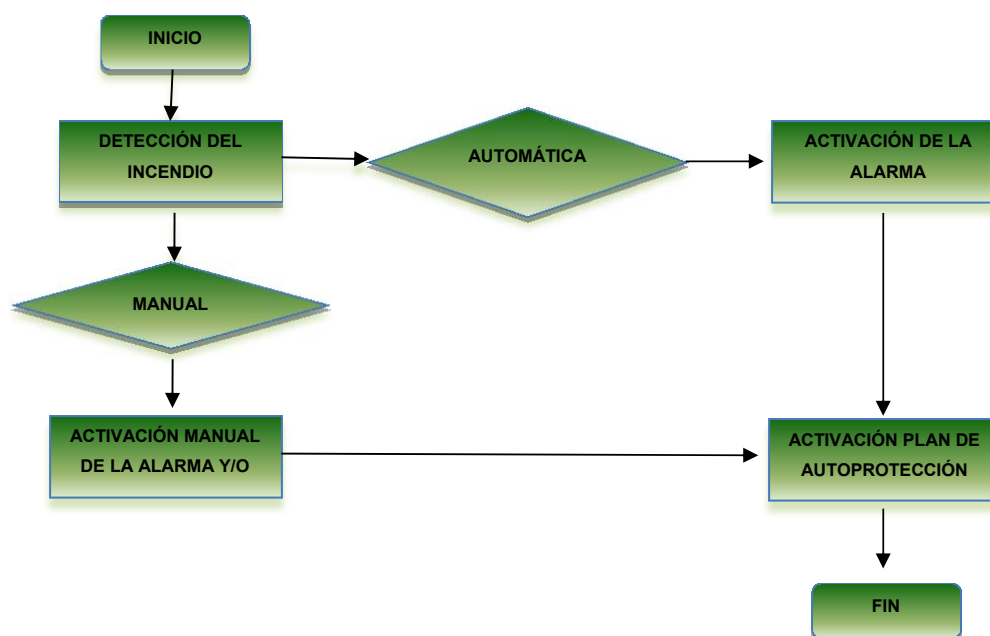 INICIO
DETECCIÓN DEL
INCENDIO
AUTOMÁTICA
ACTIVACIÓN DE LA
ALARMA
MANUAL
ACTIVACIÓN MANUAL
DE LA ALARMA Y/O
ACTIVACIÓN PLAN DE
AUTOPROTECCIÓN
FIN